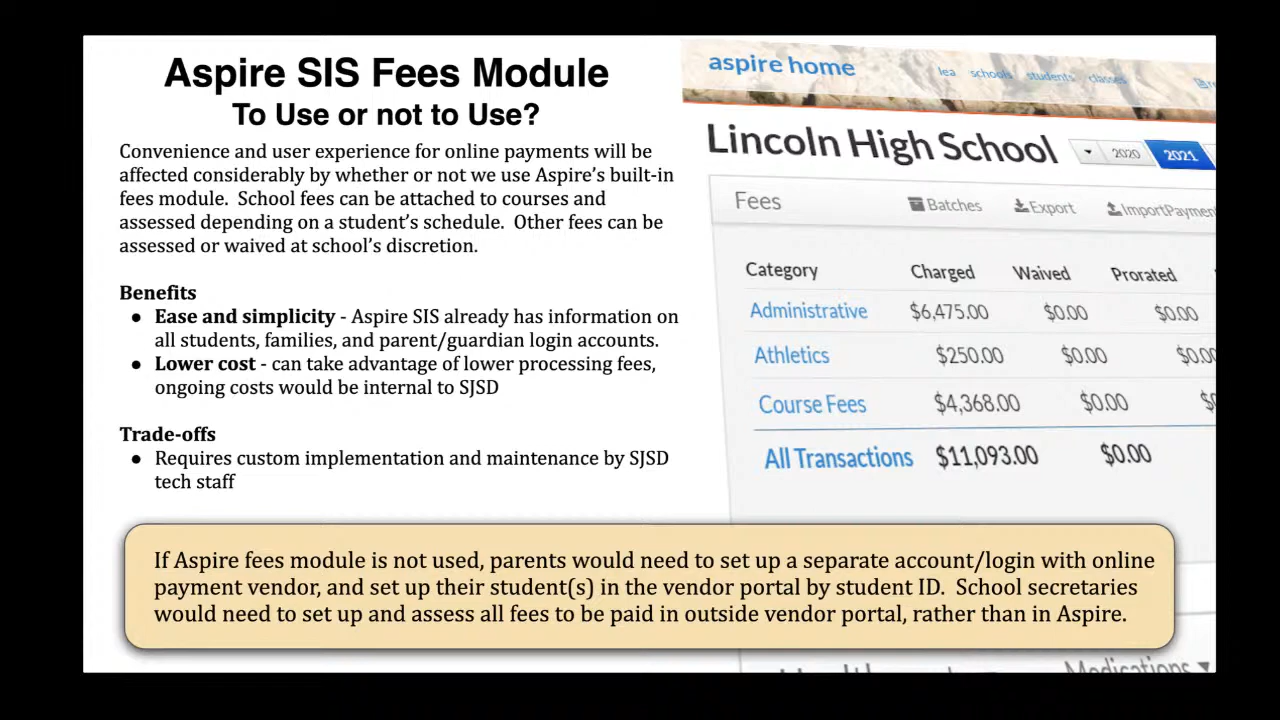 Aspire SIS Fees Module
To Use or not to Use?
Convenience and user experience for online payments will be
affected considerably by whether or not we use Aspire's built-in
fees module.  School fees can be attached to courses and
assessed depending on a student's schedule.  Other fees can be
assessed or waived at school's discretion.
Benefits
● Ease and simplicity - Aspire SIS already has information on
all students, families, and parent/guardian login accounts.
● Lower cost - can take advantage of lower processing fees,
ongoing costs would be internal to SJSD
Trade-offs
● Requires custom implementation and maintenance by SJSD
tech staff
aspire home lea schools students classes
Lincoln High School 2020 2021
Fees Batches Export ImportPayment
Category Charged Waived Prorated
Administrative $6,475.00 $0.00 $0.00
Athletics $250.00 $0.00 $0.00
Course Fees $4,368.00 $0.00
All Transactions $11,093.00 $0.00
If Aspire fees module is not used, parents would need to set up a separate account/login with online
payment vendor, and set up their student(s) in the vendor portal by student ID.  School secretaries
would need to set up and assess all fees to be paid in outside vendor portal, rather than in Aspire.
Medications